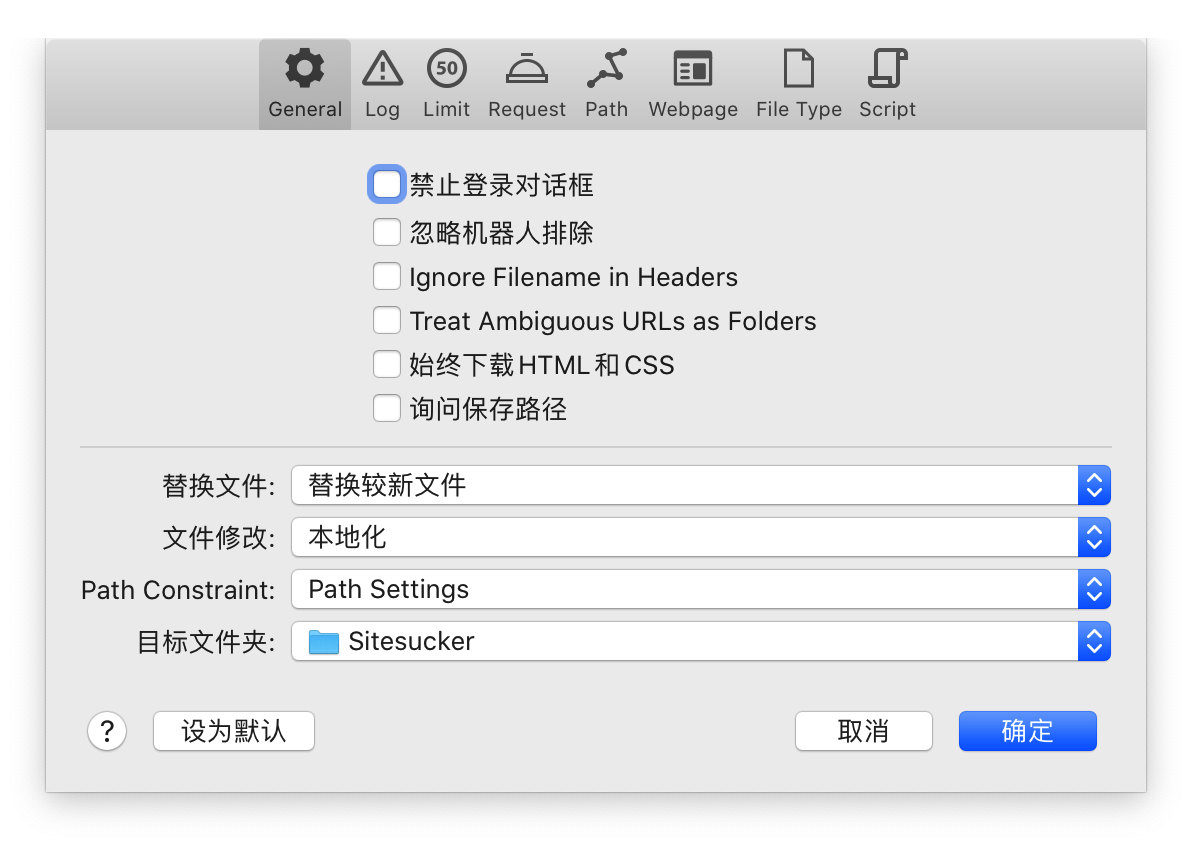 50
General Log Limit Request Path Webpage File Type Script
禁止登录对话框
忽略机器人排除
Ignore Filename in Headers
Treat Ambiguous URLs as Folders
始终下载HTML和CSS
询问保存路径
替换文件: 替换较新文件
文件修改: 本地化
Path Constraint: Path Settings
目标文件夹: Sitesucker
? 设为默认 取消 确定